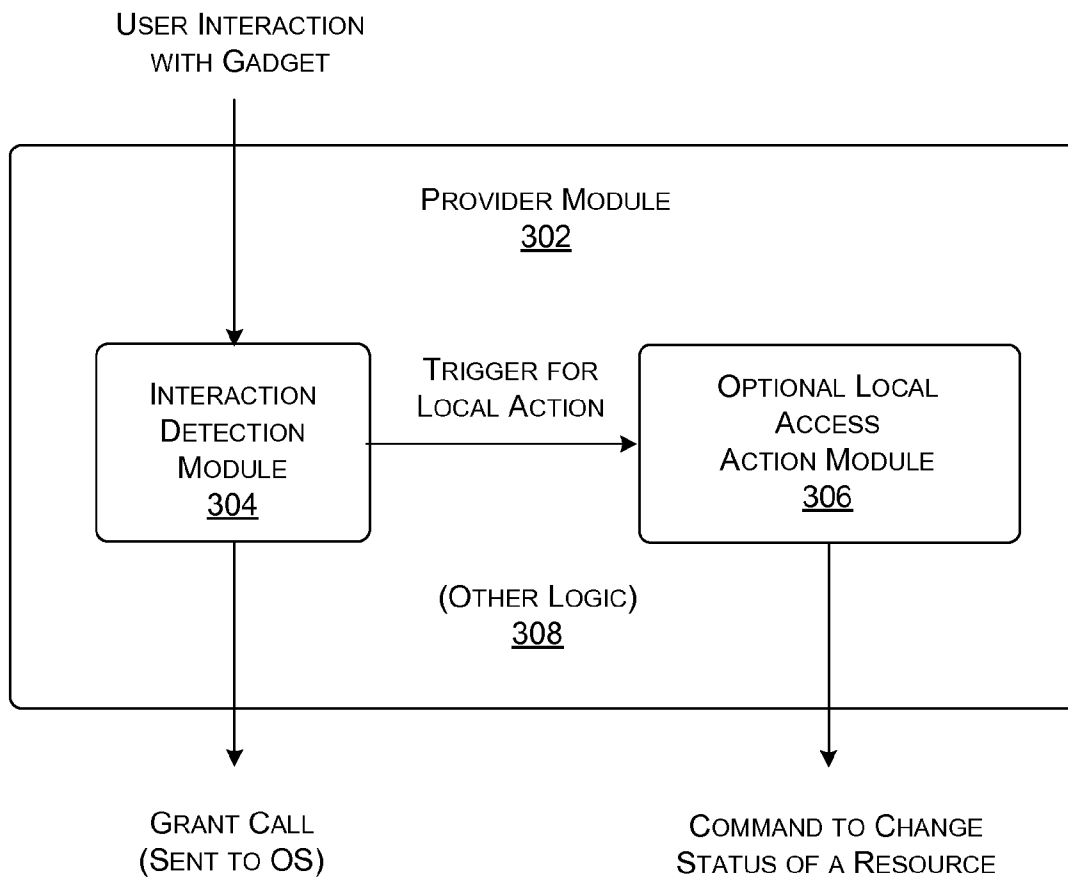 USER INTERACTION
WITH GADGET
PROVIDER MODULE
302
INTERACTION
DETECTION
MODULE
304
TRIGGER FOR
LOCAL ACTION
OPTIONAL LOCAL
ACCESS
ACTION MODULE
306
(OTHER LOGIC)
308
GRANT CALL
(SENT TO OS)
COMMAND TO CHANGE
STATUS OF A RESOURCE